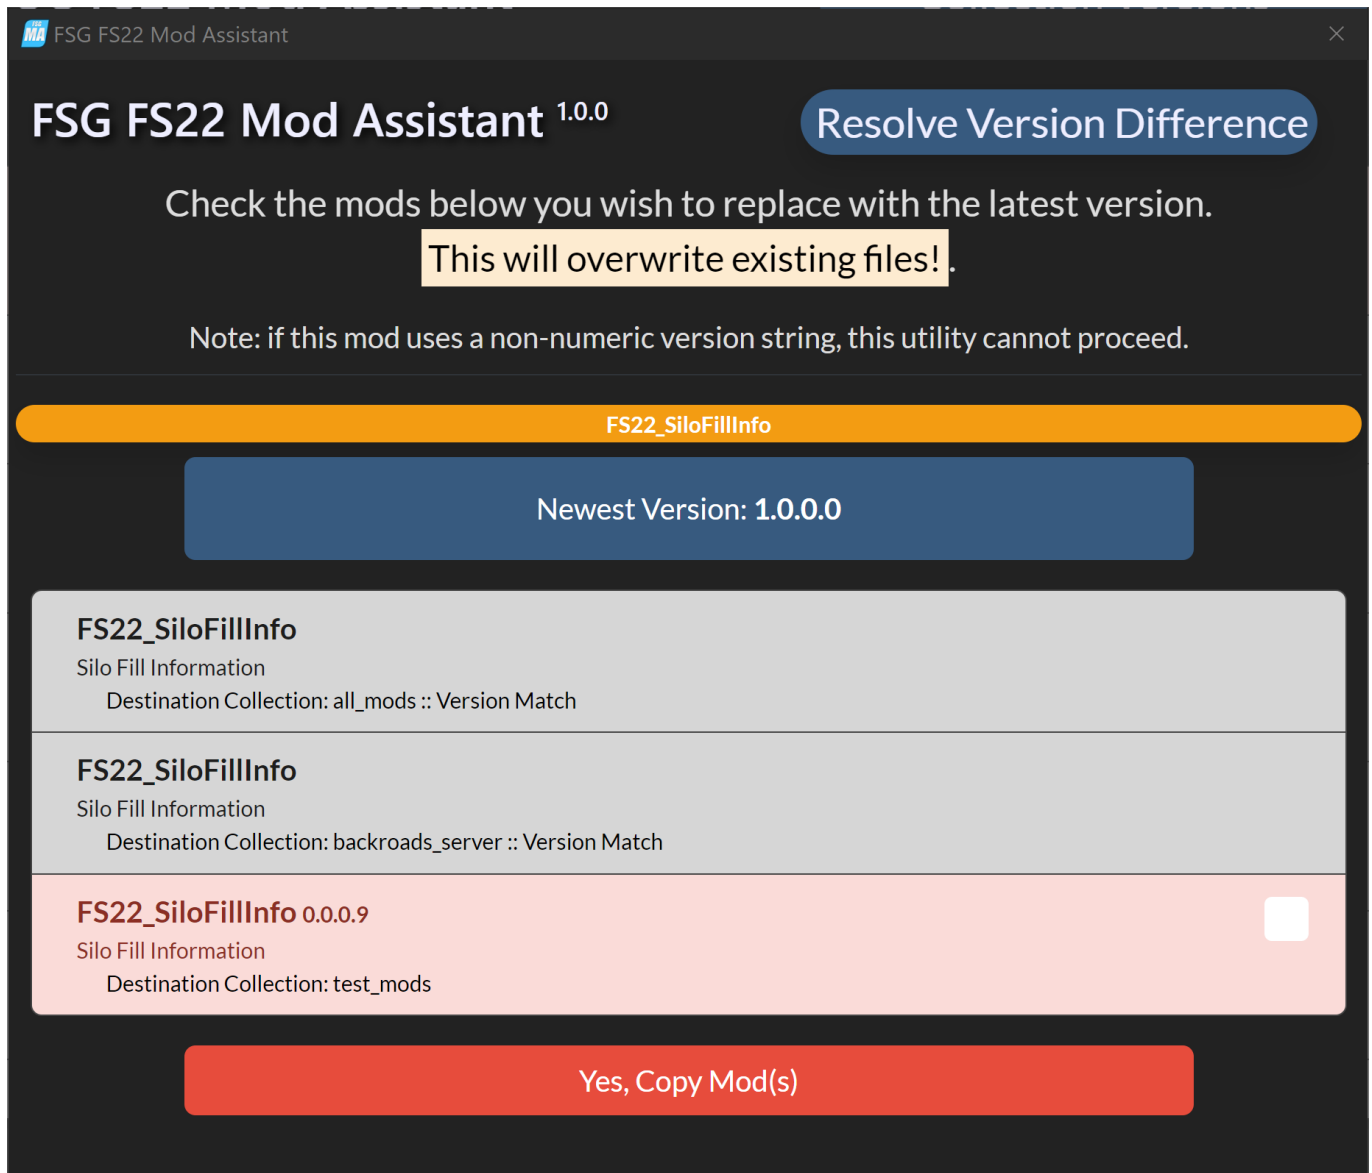 FSG MA FSG FS22 Mod Assistant
FSG FS22 Mod Assistant 1.0.0
Resolve Version Difference
Check the mods below you wish to replace with the latest version.
This will overwrite existing files! .
Note: if this mod uses a non-numeric version string, this utility cannot proceed.
FS22_SiloFillInfo
Newest Version: 1.0.0.0
FS22_SiloFillInfo
Silo Fill Information
Destination Collection: all_mods :: Version Match
FS22_SiloFillInfo
Silo Fill Information
Destination Collection: backroads_server :: Version Match
FS22_SiloFillInfo 0.0.0.9
Silo Fill Information
Destination Collection: test_mods
Yes, Copy Mod(s)